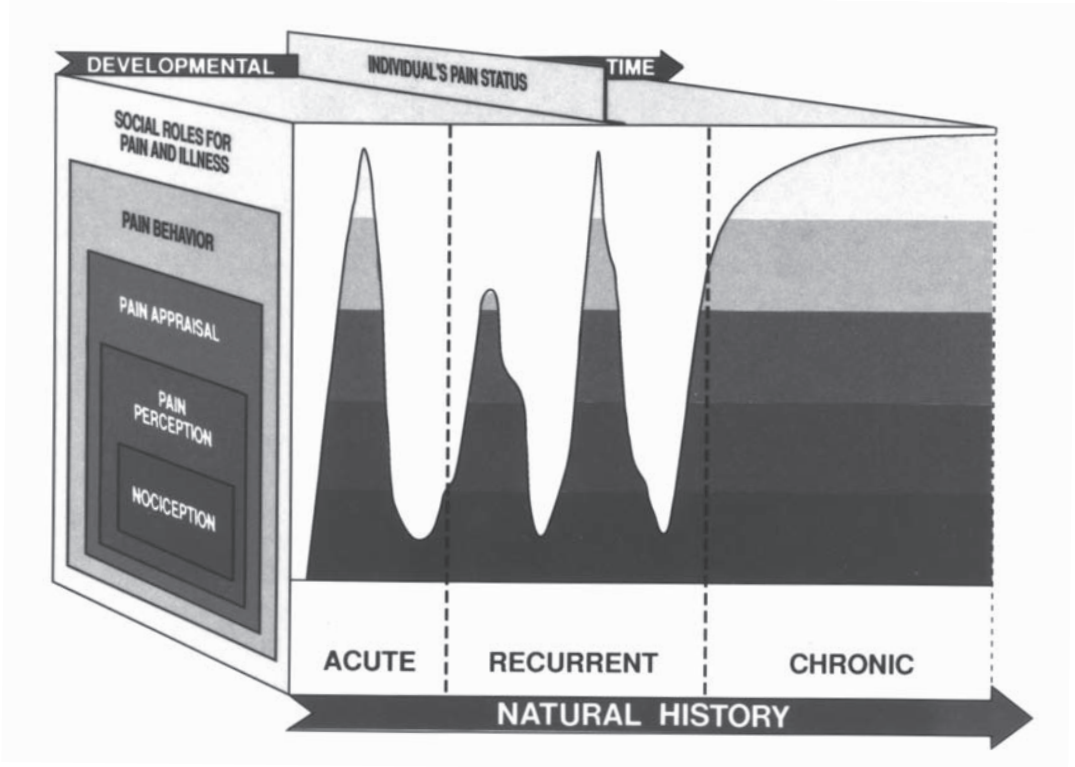 DEVELOPMENTAL
INDIVIDUAL'S PAIN STATUS
TIME
SOCIAL ROLES FOR
PAIN AND ILLNESS
PAIN BEHAVIOR
PAIN APPRAISAL
PAIN
PERCEPTION
NOCICEPTION
ACUTE
RECURRENT
CHRONIC
NATURAL HISTORY